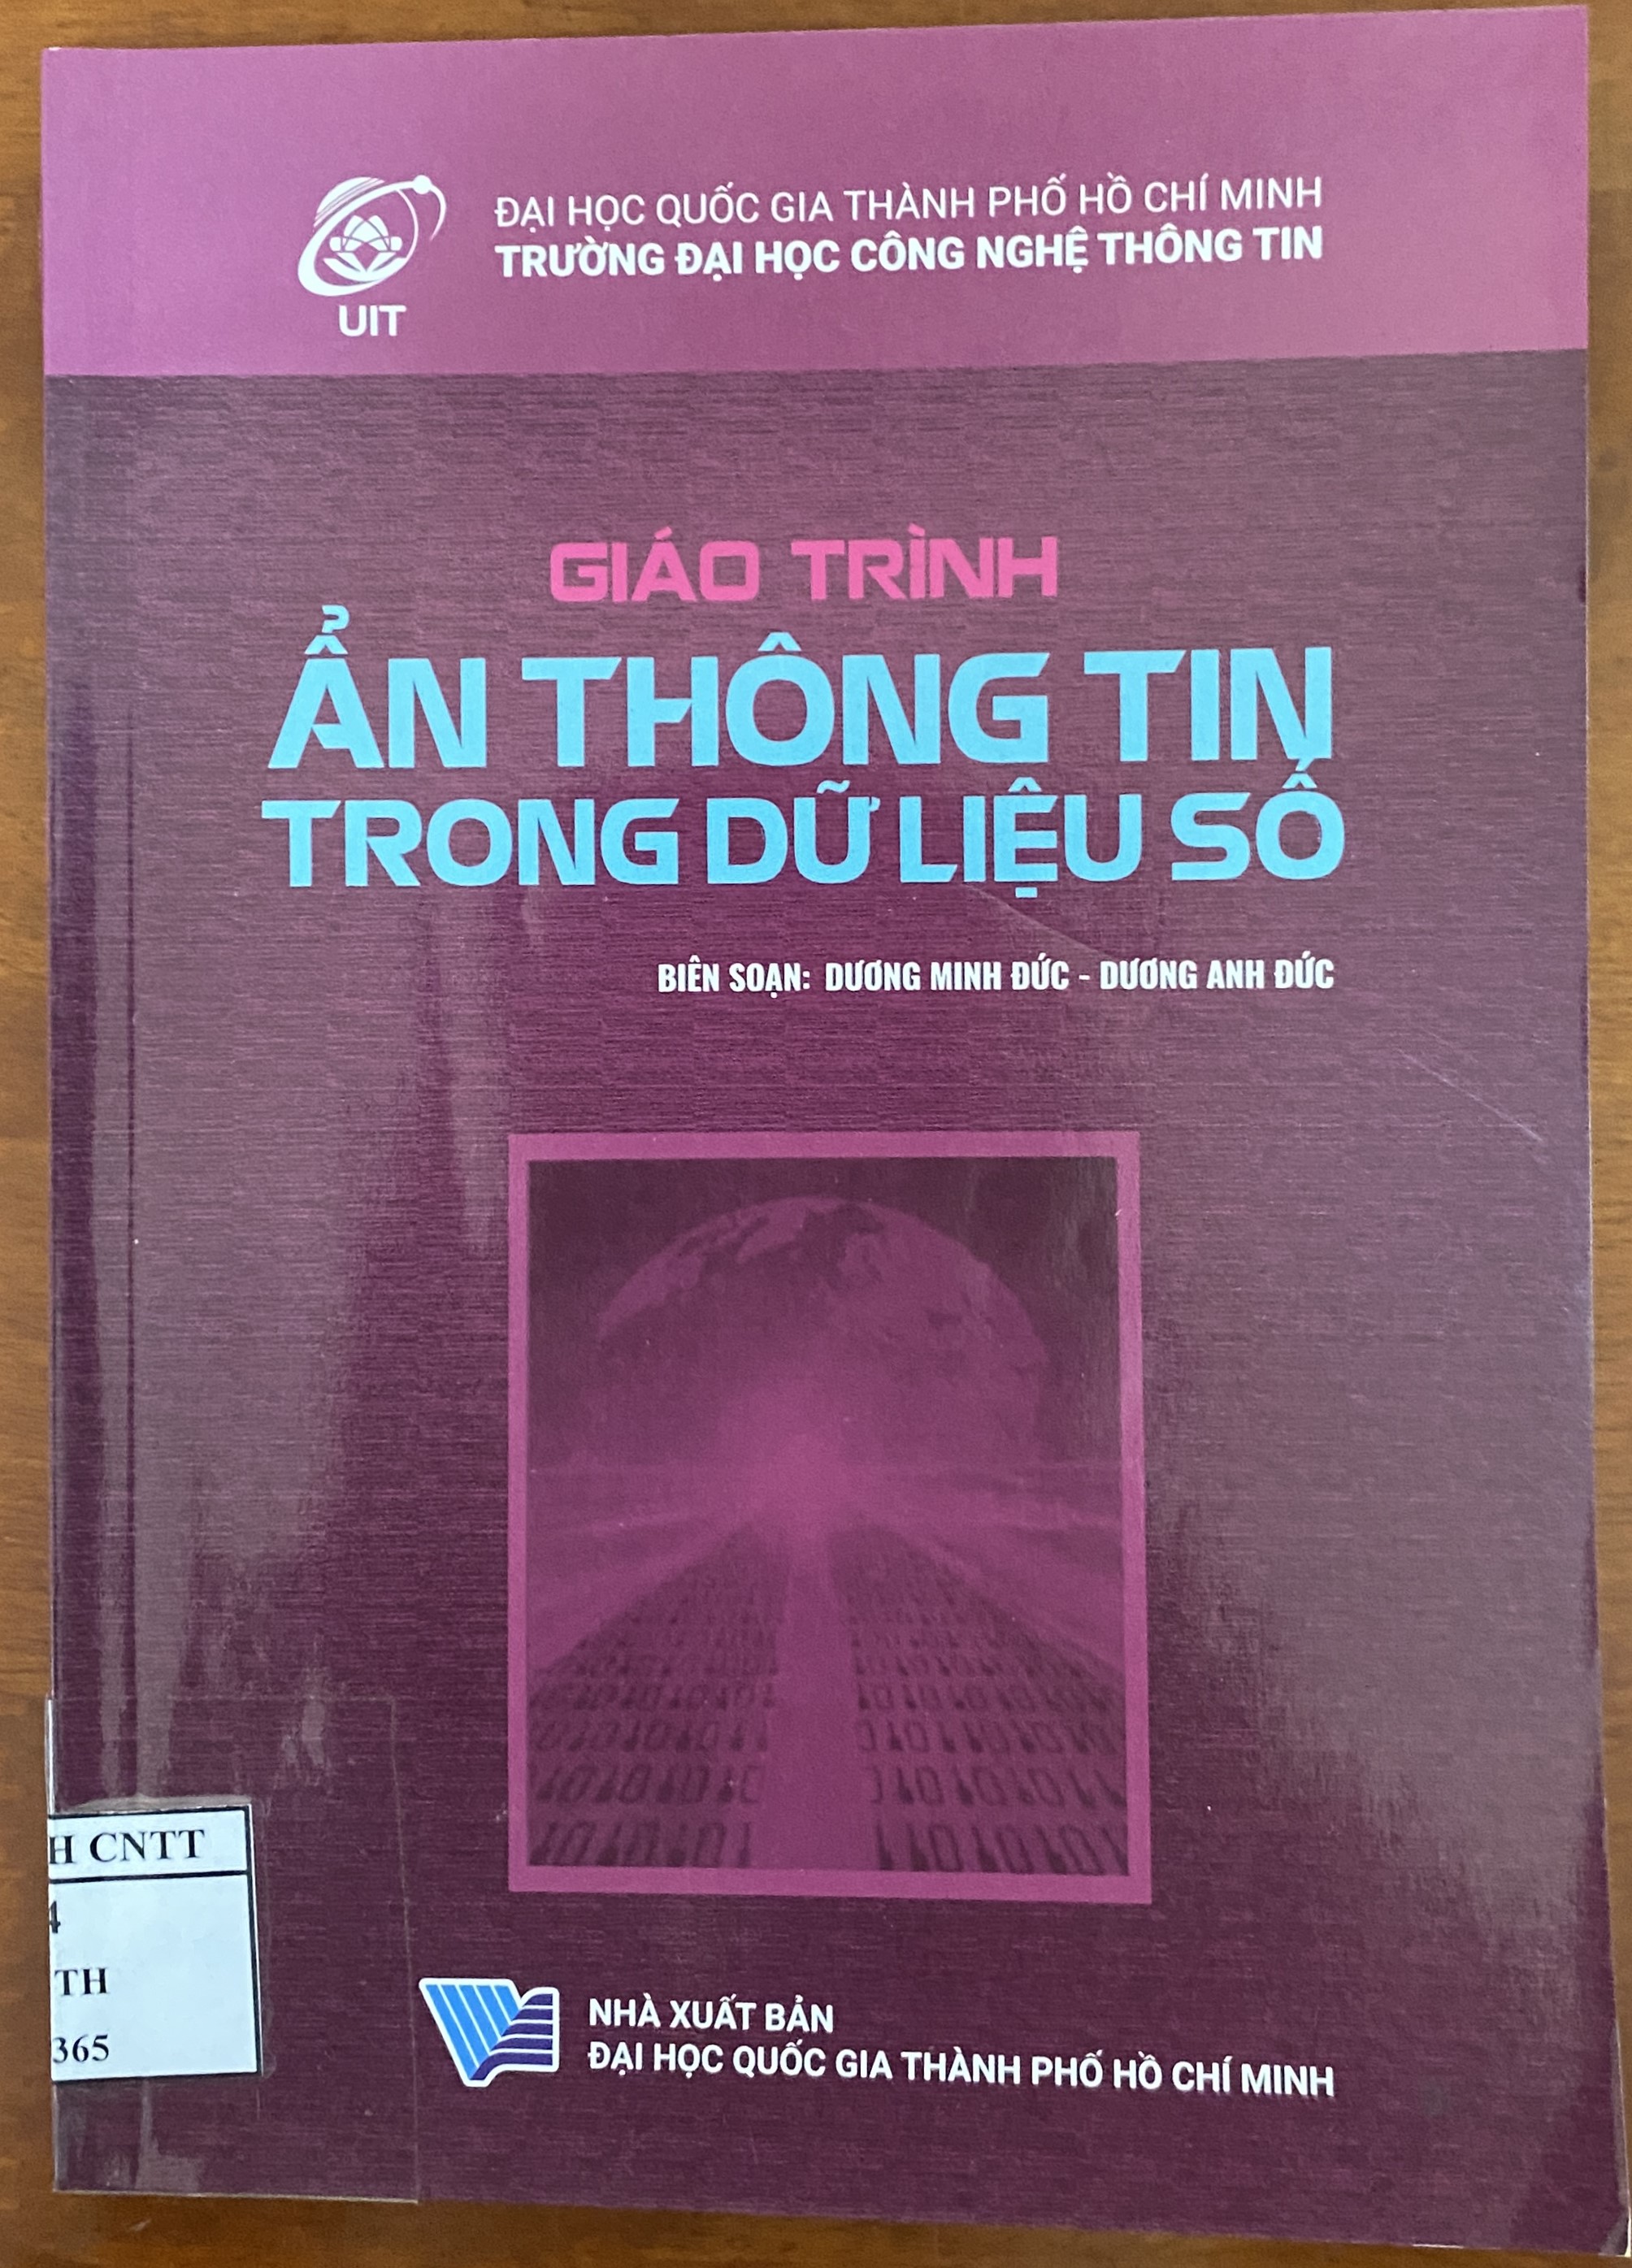 ĐẠI HỌC QUỐC GIA THÀNH PHỐ HỒ CHÍ MINH
TRƯỜNG ĐẠI HỌC CÔNG NGHỆ THÔNG TIN
UIT
GIÁO TRÌNH
ẨN THÔNG TIN
TRONG DỮ LIỆU SỐ
BIÊN SOẠN: DƯƠNG MINH ĐỨC - DƯƠNG ANH ĐỨC
H CNTT
4
TH
365
NHÀ XUẤT BẢN
ĐẠI HỌC QUỐC GIA THÀNH PHỐ HỒ CHÍ MINH